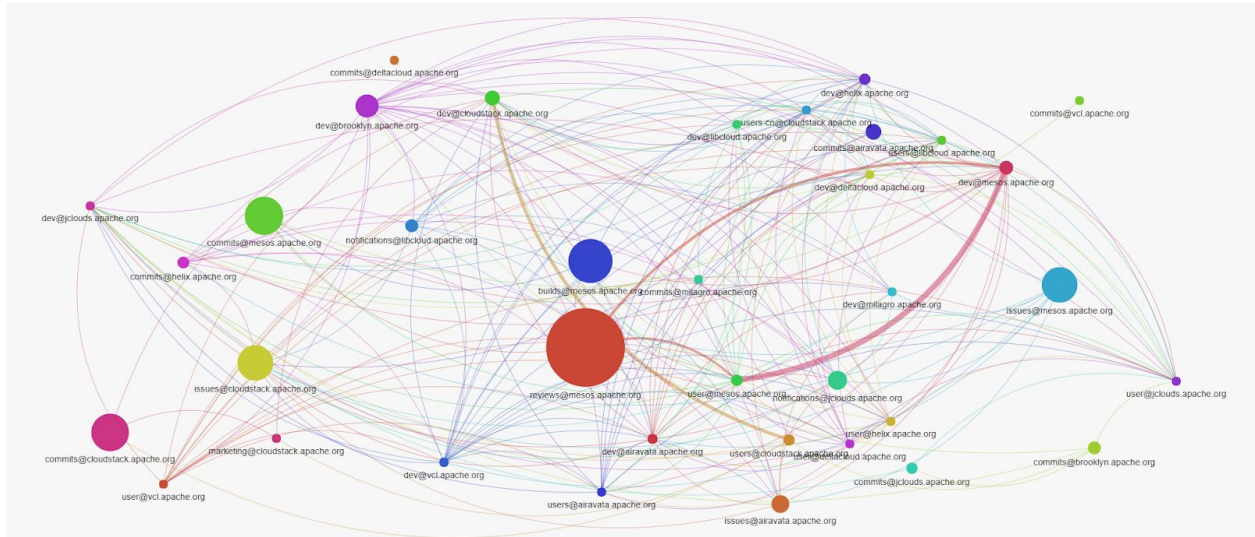 commits@deltacloud.apache.org
dev@helix.apache.org
dev@cloudstack.apache.org
commits@vcl.apache.org
dev@brooklyn.apache.org
users-cn@cloudstack.apache.org
dev@libcloud.apache.org
commits@airavata.apache.org
users@libcloud.apache.org
dev@deltacloud.apache.org
dev@mesos.apache.org
dev@jclouds.apache.org
commits@mesos.apache.org
notifications@libcloud.apache.org
commits@helix.apache.org
builds@mesos.apache.org
commits@milagro.apache.org
dev@milagro.apache.org
issues@mesos.apache.org
issues@cloudstack.apache.org
reviews@mesos.apache.org
user@mesos.apache.org
notifications@jclouds.apache.org
user@jclouds.apache.org
user@helix.apache.org
marketing@cloudstack.apache.org
dev@airavata.apache.org
users@cloudstack.apache.org
user@deltacloud.apache.org
commits@cloudstack.apache.org
commits@brooklyn.apache.org
dev@vcl.apache.org
commits@jclouds.apache.org
user@vcl.apache.org
users@airavata.apache.org
issues@airavata.apache.org